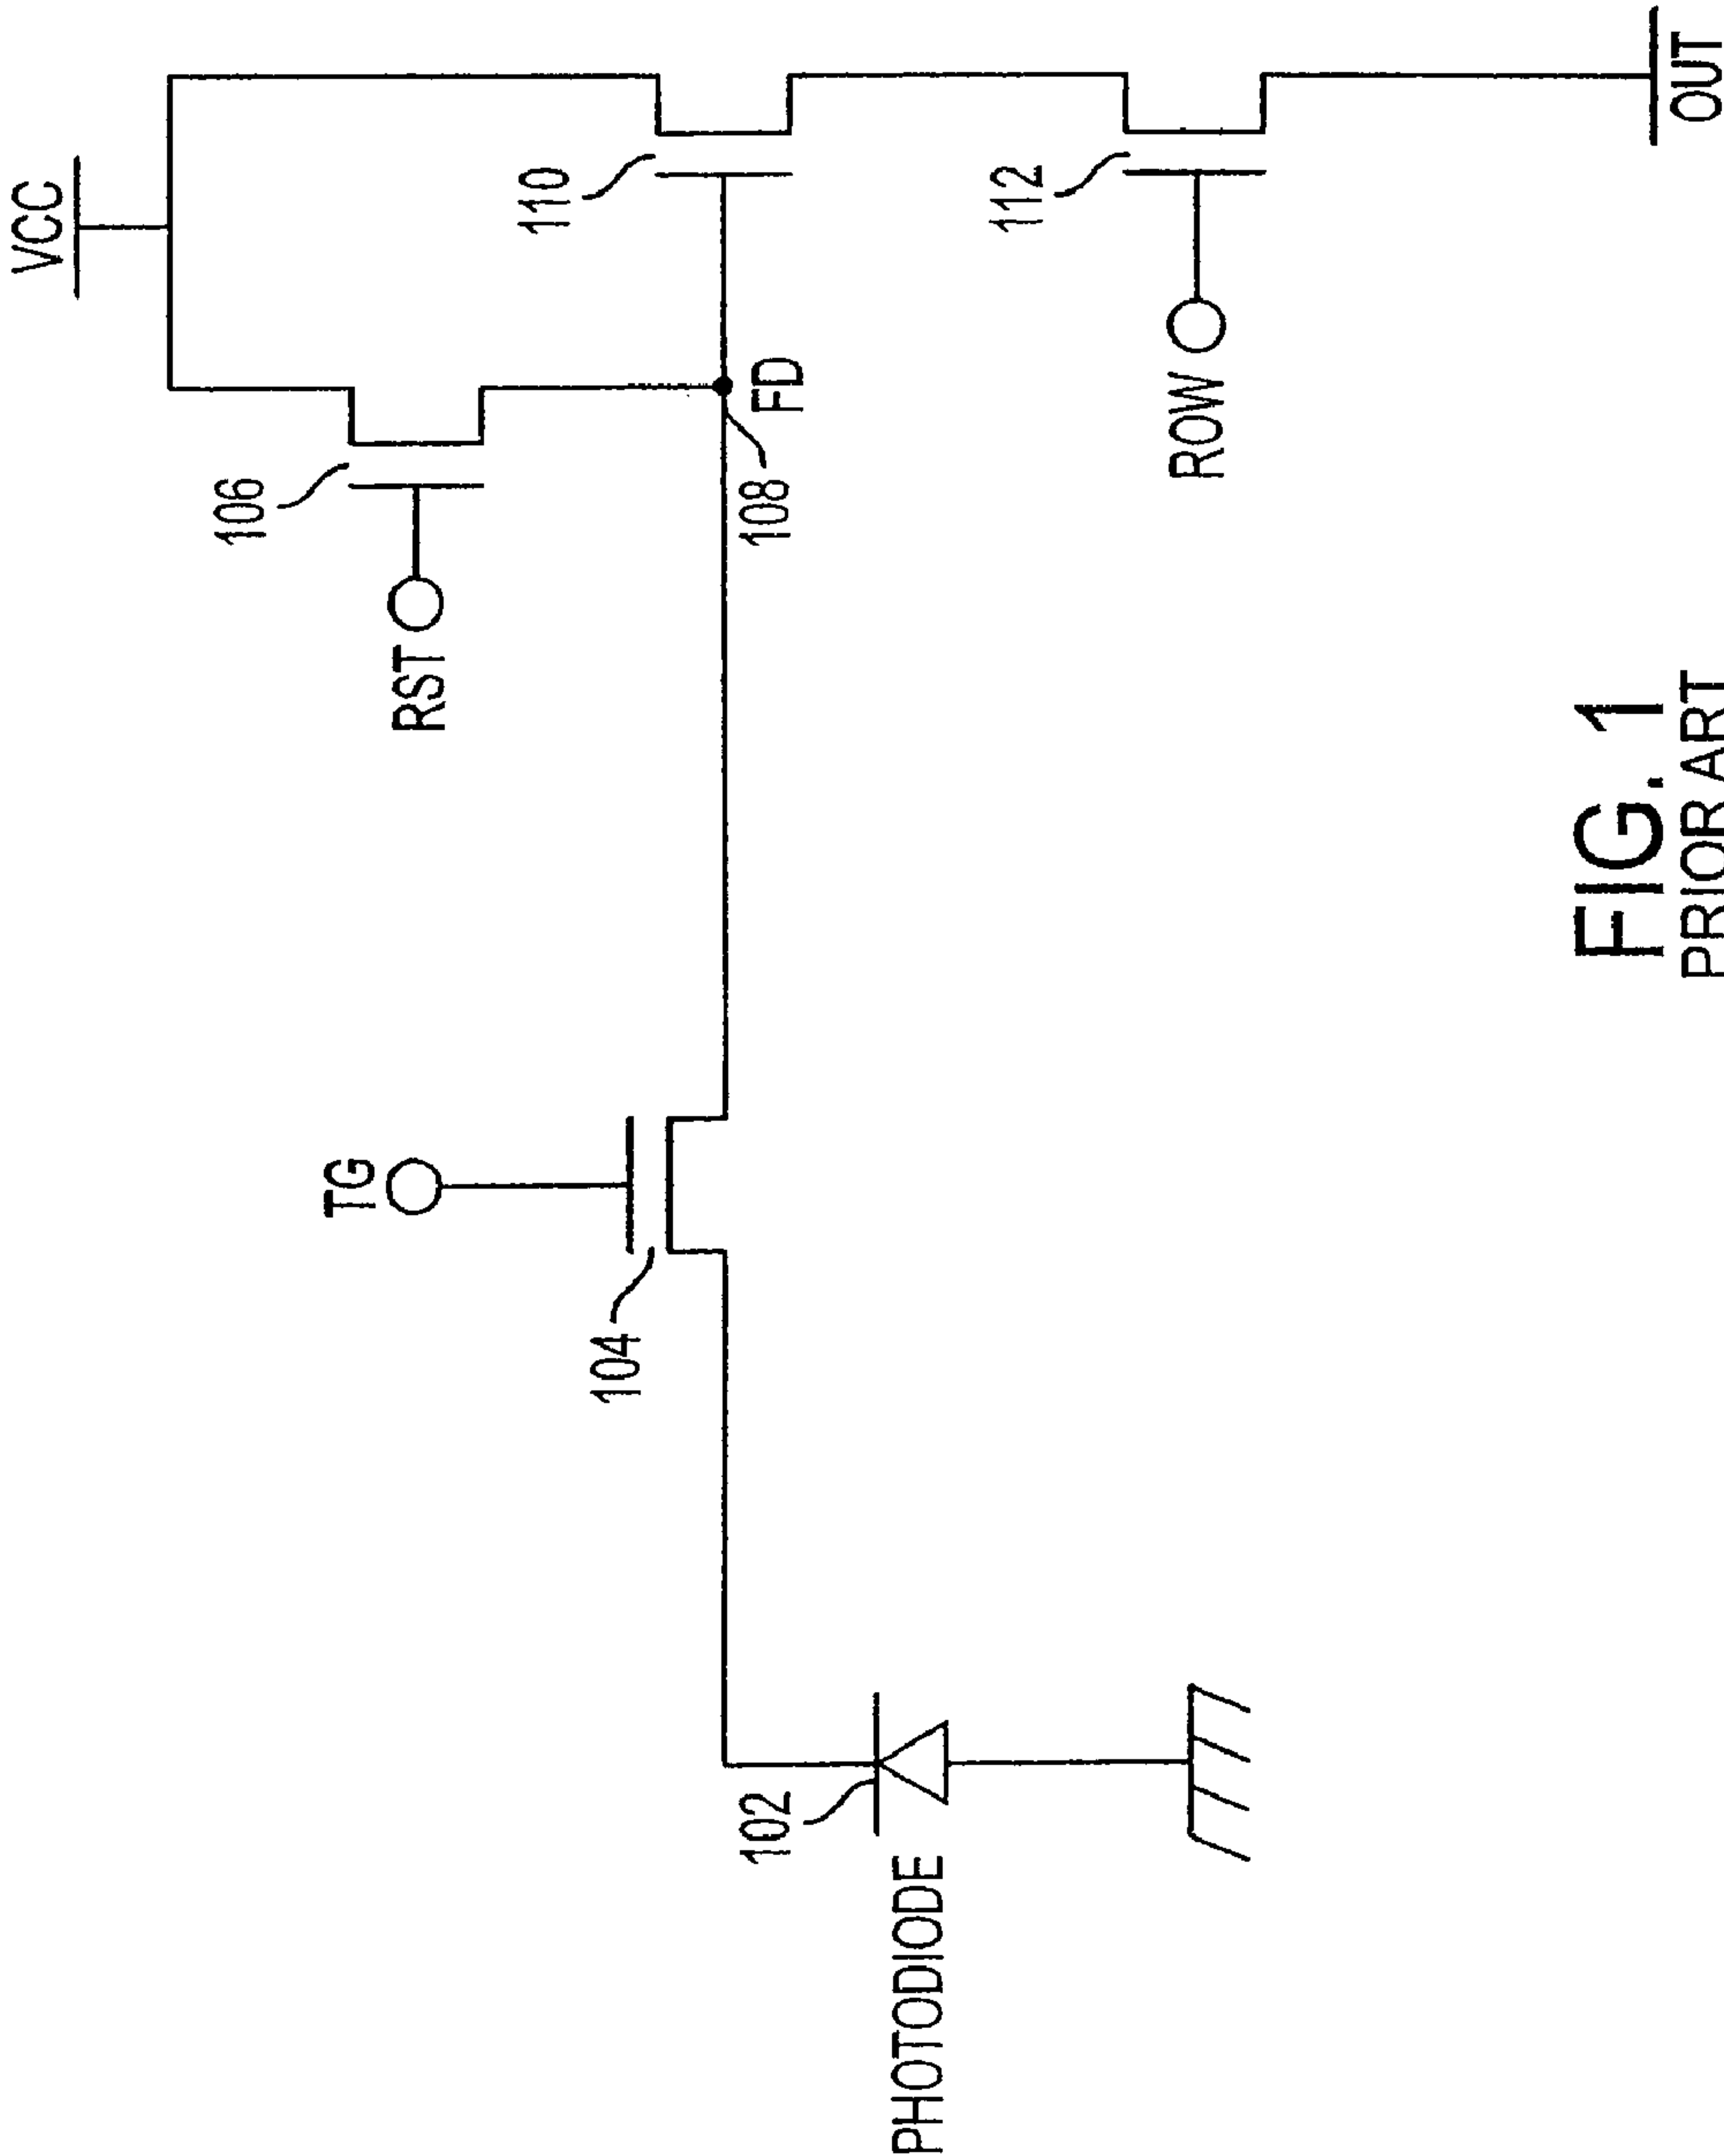 VCC
110
106
RST
TG
104
108
FD
112
ROW
102
PHOTODIODE
OUT
FIG. 1
PRIOR ART